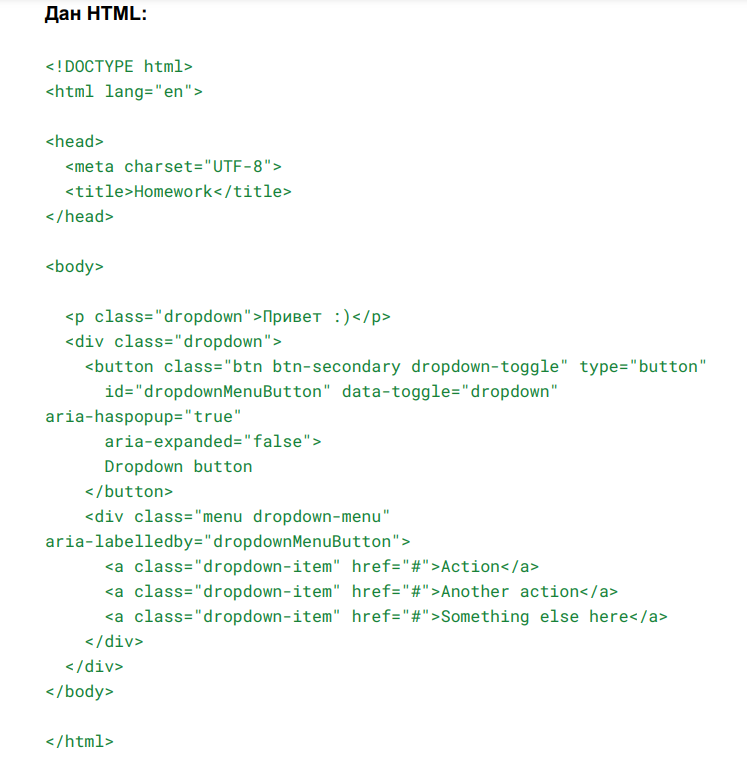 Дан HTML:
<!DOCTYPE html>
<html lang="en">
<head>
<meta charset="UTF-8">
<title>Homework</title>
</head>
<body>
<p class="dropdown">Привет :)</p>
<div class="dropdown">
<button class="btn btn-secondary dropdown-toggle" type="button"
id="dropdownMenuButton" data-toggle="dropdown"
aria-haspopup="true"
aria-expanded="false">
Dropdown button
</button>
<div class="menu dropdown-menu"
aria-labelledby="dropdownMenuButton">
<a class="dropdown-item" href="#">Action</a>
<a class="dropdown-item" href="#">Another action</a>
<a class="dropdown-item" href="#">Something else here</a>
</div>
</div>
</body>
</html>